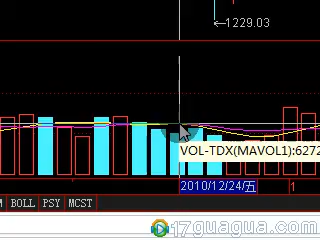 ←1229.03
VOL-TDX(MAVOL1):6272
2010/12/24/五
1
M BOLL PSY MCST
17guagua.com